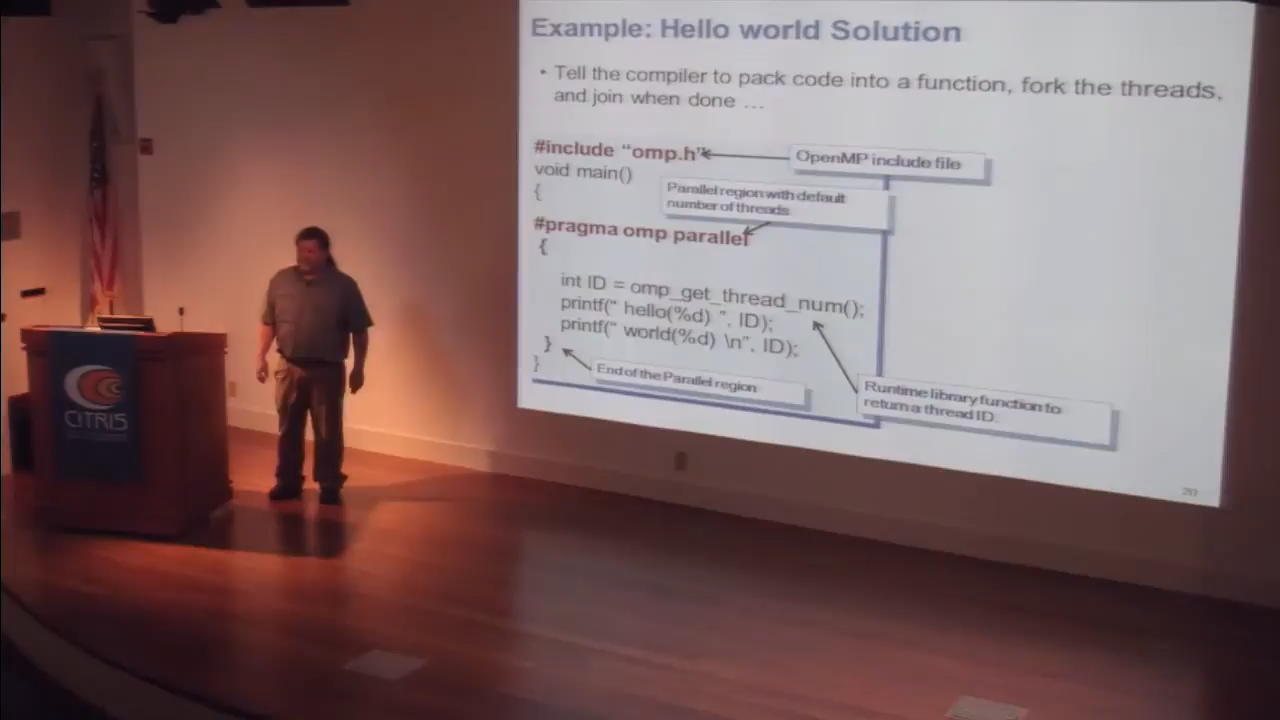 Example: Hello world Solution
• Tell the compiler to pack code into a function, fork the threads,
and join when done …
#include “omp.h”
OpenMP include file
void main()
{
Parallel region with default
number of threads
#pragma omp parallel
{
int ID = omp_get_thread_num();
printf(“ hello(%d) ”, ID);
printf(“ world(%d) \n”, ID);
}
End of the Parallel region
}
Runtime library function to
return a thread ID.
20
CiTRIS